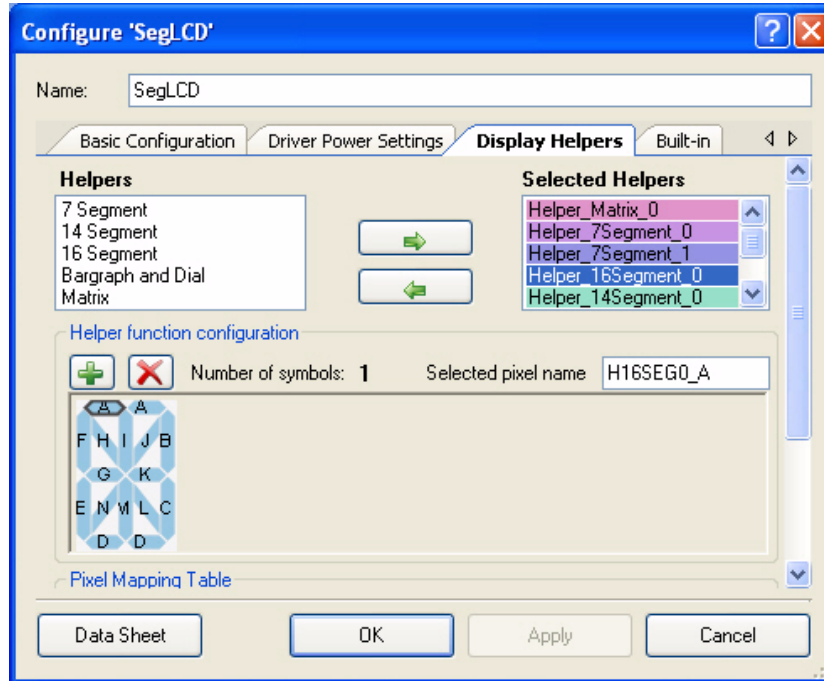 Configure 'SegLCD'
Name: SegLCD
Basic Configuration Driver Power Settings Display Helpers Built-in
Helpers Selected Helpers
7 Segment Helper_Matrix_0
14 Segment Helper_7Segment_0
16 Segment Helper_7Segment_1
Bargraph and Dial Helper_16Segment_0
Matrix Helper_14Segment_0
Helper function configuration
Number of symbols: 1 Selected pixel name H16SEG0_A
A A
F H I J B
G K
E N M L C
D D
Pixel Mapping Table
Data Sheet OK Apply Cancel